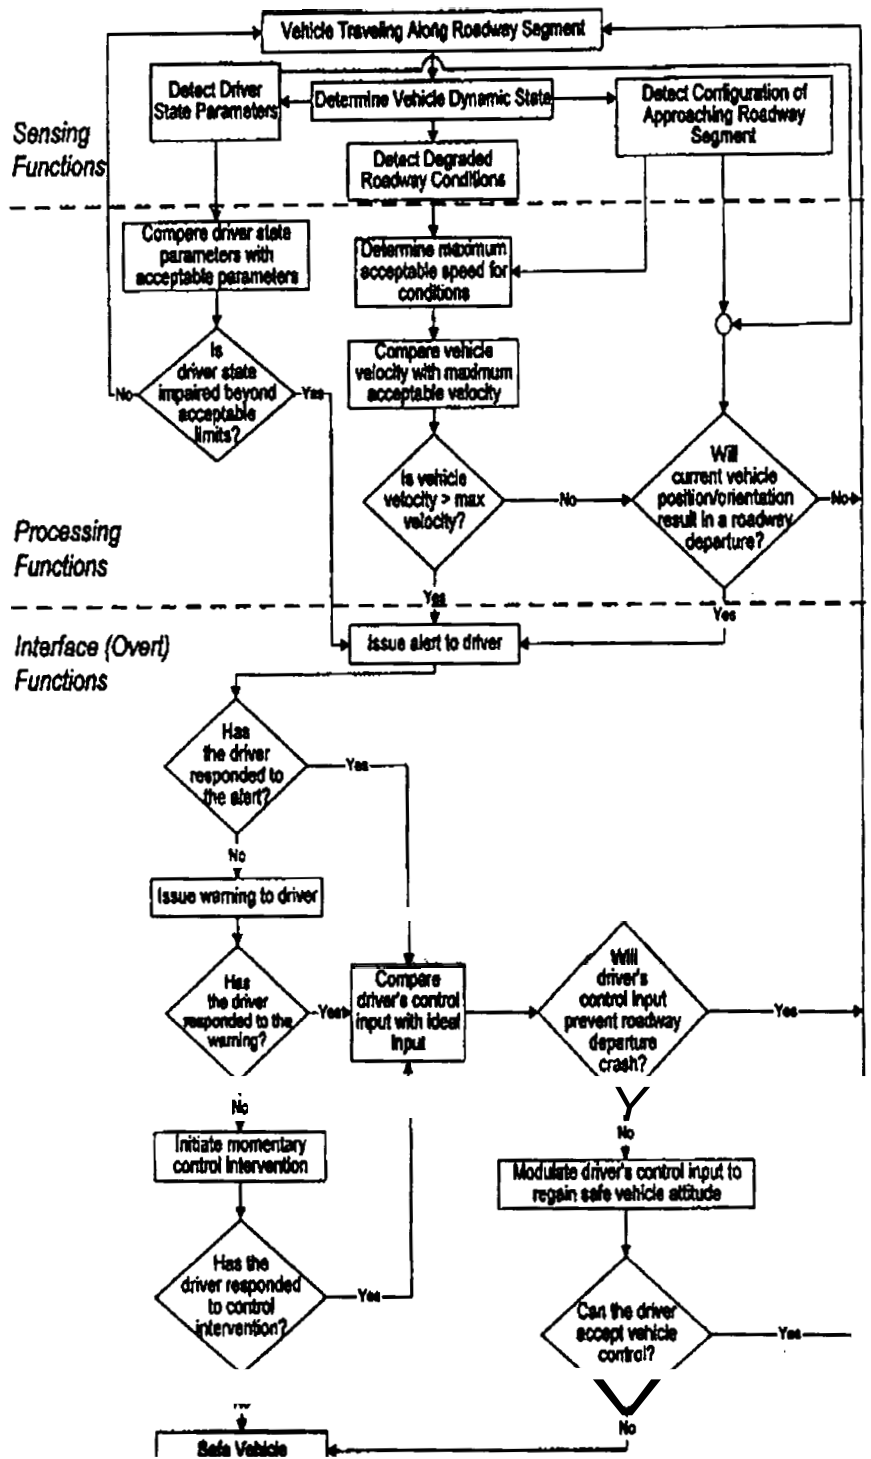 Vehicle Traveling Along Roadway Segment
Detect Driver
State Parameters
Determine Vehicle Dynamic State
Detect Configuration of
Approaching Roadway
Segment
Sensing
Functions
Detect Degraded
Roadway Conditions
Compare driver state
parameters with
acceptable parameters
Determine maximum
acceptable speed for
conditions
Is
driver state
impaired beyond
acceptable
limits?
No
Yes
Compare vehicle
velocity with maximum
acceptable velocity
Is vehicle
velocity > max
velocity?
No
Will
current vehicle
position/orientation
result in a roadway
departure?
No
Processing
Functions
Yes
Yes
Interface (Overt)
Functions
Issue alert to driver
Has
the driver
responded to
the alert?
Yes
No
Issue warning to driver
Has
the driver
responded to the
warning?
Yes
Compare
driver's control
input with ideal
input
Will
driver's
control input
prevent roadway
departure
crash?
Yes
No
No
Initiate momentary
control intervention
Modulate driver's control input to
regain safe vehicle attitude
Has the
driver responded
to control
intervention?
Yes
Can the driver
accept vehicle
control?
Yes
No
Safe Vehicle